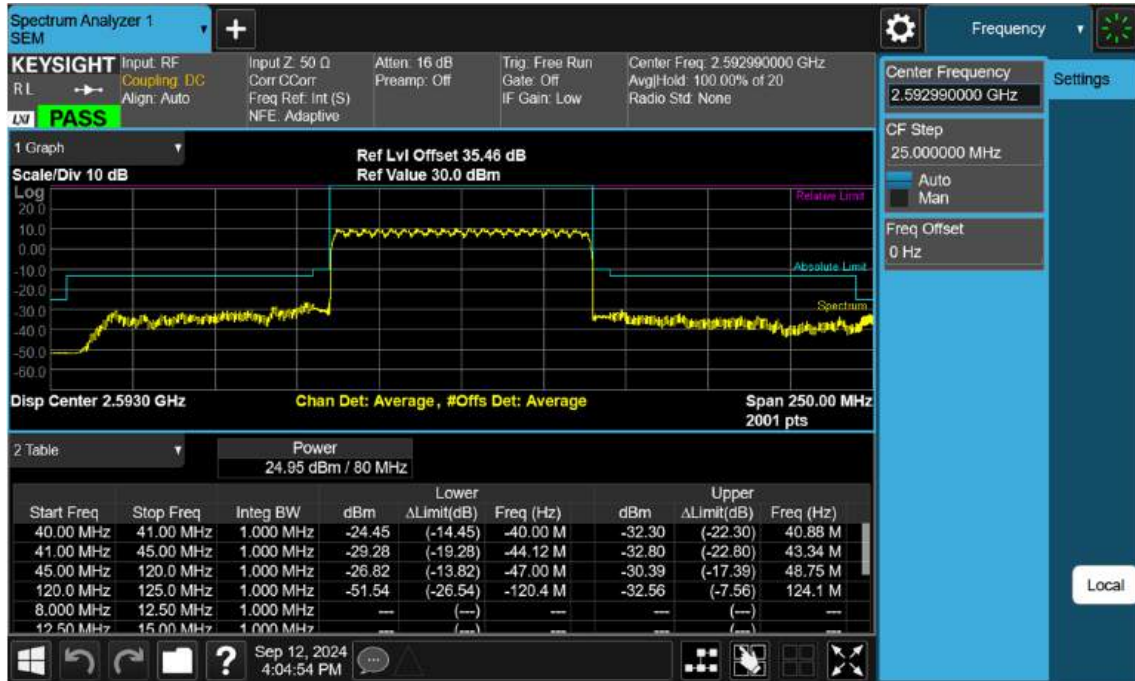 Spectrum Analyzer 1
SEM
+
Frequency
KEYSIGHT
RL
LXI
PASS
Input: RF
Coupling: DC
Align: Auto
Input Z: 50 Ω
Corr CCorr
Freq Ref: Int (S)
NFE: Adaptive
Atten: 16 dB
Preamp: Off
Trig: Free Run
Gate: Off
IF Gain: Low
Center Freq: 2.592990000 GHz
Avg|Hold: 100.00% of 20
Radio Std: None
Center Frequency
2.592990000 GHz
Settings
CF Step
25.000000 MHz
Auto
Man
Freq Offset
0 Hz
1 Graph
Scale/Div 10 dB
Ref Lvl Offset 35.46 dB
Ref Value 30.0 dBm
Log
20.0
10.0
0.00
-10.0
-20.0
-30.0
-40.0
-50.0
-60.0
Relative Limit
Absolute Limit
Spectrum
Disp Center 2.5930 GHz
Chan Det: Average, #Offs Det: Average
Span 250.00 MHz
2001 pts
2 Table
Power
24.95 dBm / 80 MHz
Lower Upper
Start Freq Stop Freq Integ BW dBm ΔLimit(dB) Freq (Hz) dBm ΔLimit(dB) Freq (Hz)
40.00 MHz 41.00 MHz 1.000 MHz -24.45 (-14.45) -40.00 M -32.30 (-22.30) 40.88 M
41.00 MHz 45.00 MHz 1.000 MHz -29.28 (-19.28) -44.12 M -32.80 (-22.80) 43.34 M
45.00 MHz 120.0 MHz 1.000 MHz -26.82 (-13.82) -47.00 M -30.39 (-17.39) 48.75 M
120.0 MHz 125.0 MHz 1.000 MHz -51.54 (-26.54) -120.4 M -32.56 (-7.56) 124.1 M
8.000 MHz 12.50 MHz 1.000 MHz --- (---) --- --- (---) ---
12.50 MHz 15.00 MHz 1.000 MHz --- (---) --- --- (---) ---
Local
?
Sep 12, 2024
4:04:54 PM